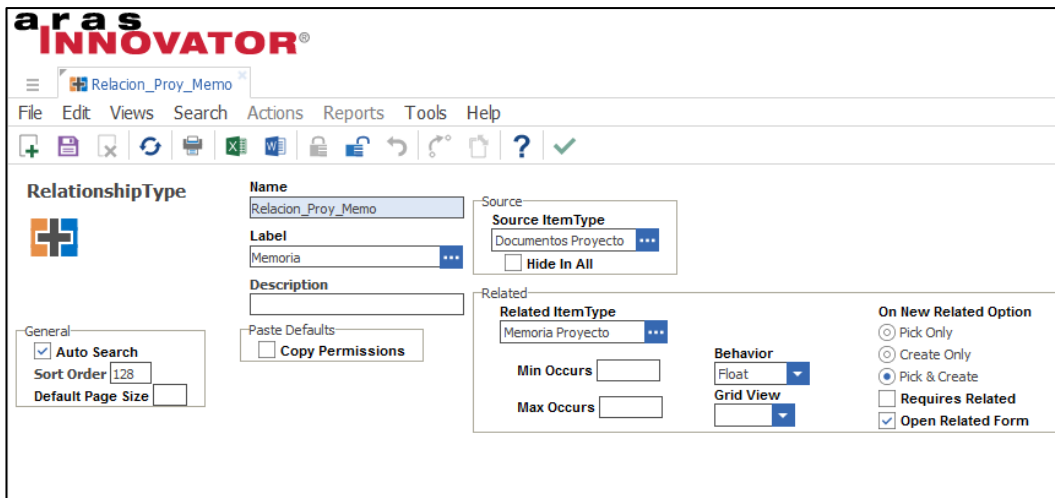 aras
INNOVATOR®
Relacion_Proy_Memo
File Edit Views Search Actions Reports Tools Help
RelationshipType
Name
Relacion_Proy_Memo
Label
Memoria
Description
Source
Source ItemType
Documentos Proyecto
Hide In All
General
Auto Search
Sort Order 128
Default Page Size
Paste Defaults
Copy Permissions
Related
Related ItemType
Memoria Proyecto
Min Occurs
Max Occurs
Behavior
Float
Grid View
On New Related Option
Pick Only
Create Only
Pick & Create
Requires Related
Open Related Form